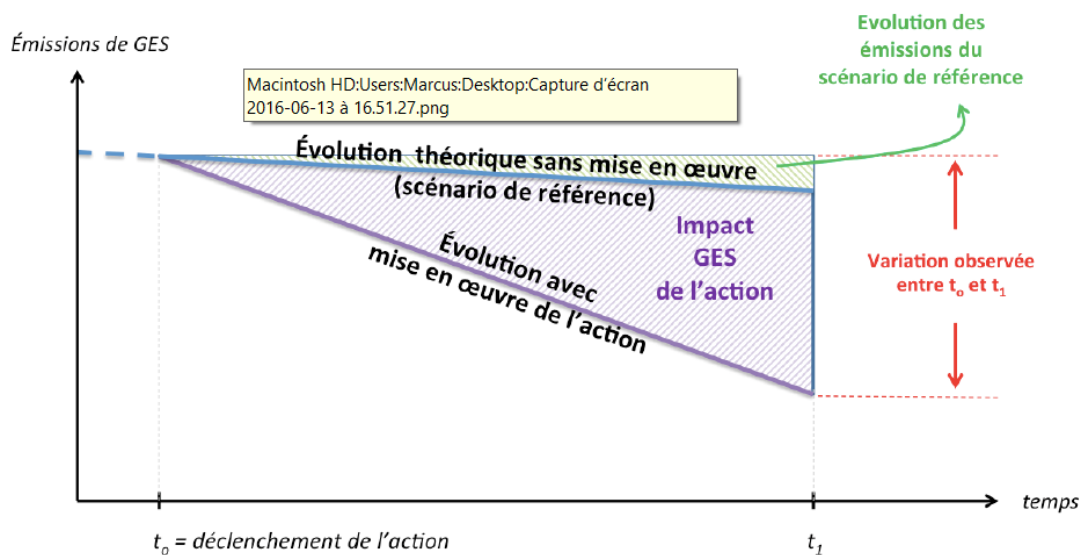 Evolution des
émissions du
scénario de référence
Émissions de GES
Macintosh HD:Users:Marcus:Desktop:Capture d'écran
2016-06-13 à 16.51.27.png
Évolution théorique sans mise en œuvre
(scénario de référence)
Impact
GES
de l'action
Évolution avec
mise en œuvre de l'action
Variation observée
entre to et t1
temps
to = déclenchement de l'action
t1